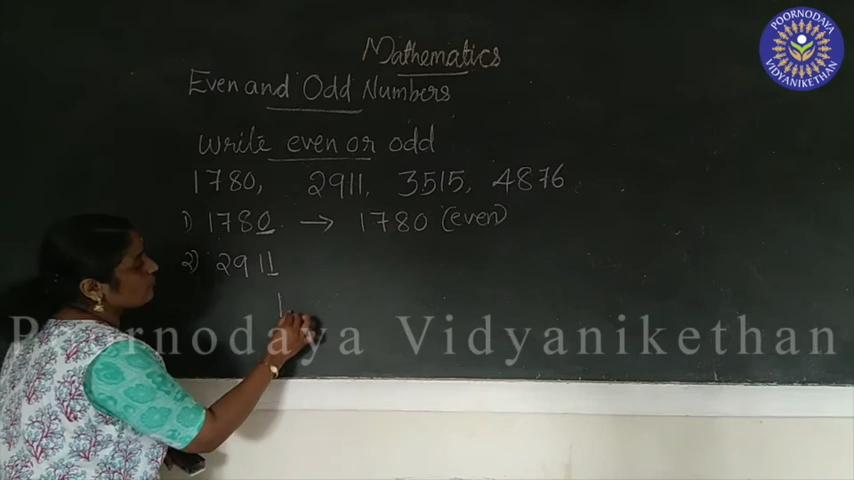 Mathematics
POORNODAYA VIDYANIKETHAN
Even and Odd Numbers
Write even or odd
1780, 2911, 3515, 4876
1) 1780 → 1780 (even)
2) 2911
1
Poornodaya Vidyanikethan